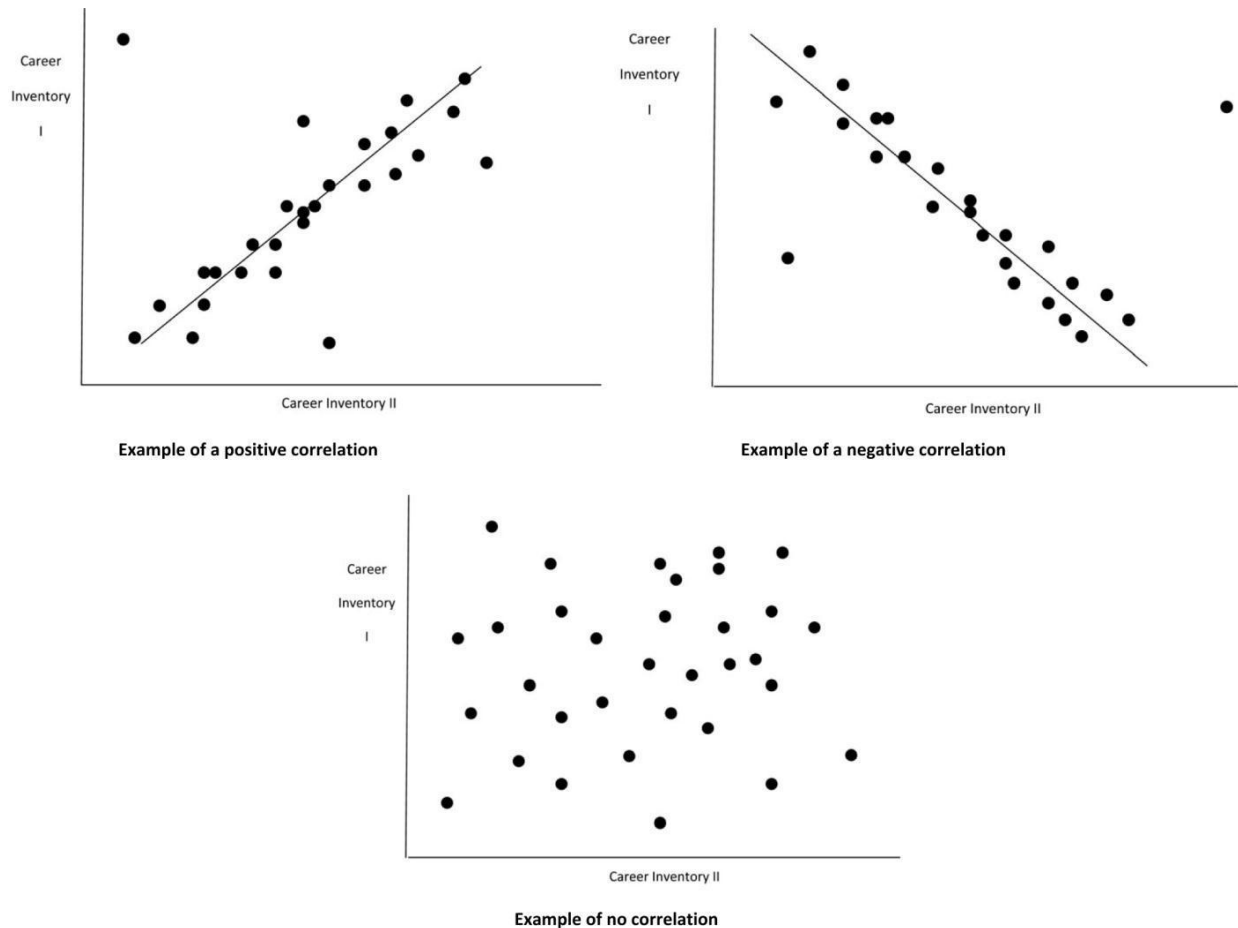 Career
Inventory
I
Career Inventory II
Example of a positive correlation
Career
Inventory
I
Career Inventory II
Example of a negative correlation
Career
Inventory
I
Career Inventory II
Example of no correlation